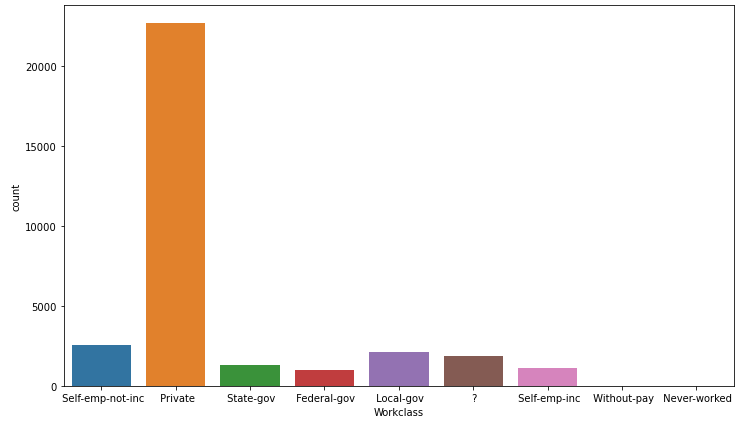 20000
15000
10000
5000
0
count
Self-emp-not-inc Private State-gov Federal-gov Local-gov ? Self-emp-inc Without-pay Never-worked
Workclass